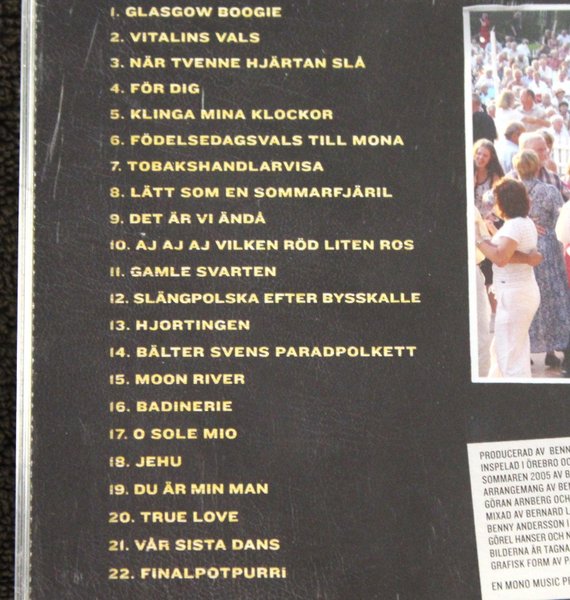 1. GLASGOW BOOGIE
2. VITALINS VALS
3. NÄR TVENNE HJÄRTAN SLÅ
4. FÖR DIG
5. KLINGA MINA KLOCKOR
6. FÖDELSEDAGSVALS TILL MONA
7. TOBAKSHANDLARVISA
8. LÄTT SOM EN SOMMARFJÄRIL
9. DET ÄR VI ÄNDÅ
10. AJ AJ AJ VILKEN RÖD LITEN ROS
11. GAMLE SVARTEN
12. SLÄNGPOLSKA EFTER BYSSKALLE
13. HJORTINGEN
14. BÄLTER SVENS PARADPOLKETT
15. MOON RIVER
16. BADINERIE
17. O SOLE MIO
18. JEHU
19. DU ÄR MIN MAN
20. TRUE LOVE
21. VÅR SISTA DANS
22. FINALPOTPURRI
PRODUCERAD AV BENN
INSPELAD I ÖREBRO OC
SOMMAREN 2005 AV B
ARRANGEMANG AV BEN
GÖRAN ARNBERG OCH
MIXAD AV BERNARD L
BENNY ANDERSSON I
GÖREL HANSER OCH N
BILDERNA ÄR TAGNA
GRAFISK FORM AV P
EN MONO MUSIC PR